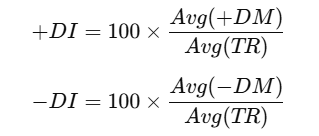 +DI = 100 × Avg(+DM) / Avg(TR)
−DI = 100 × Avg(−DM) / Avg(TR)